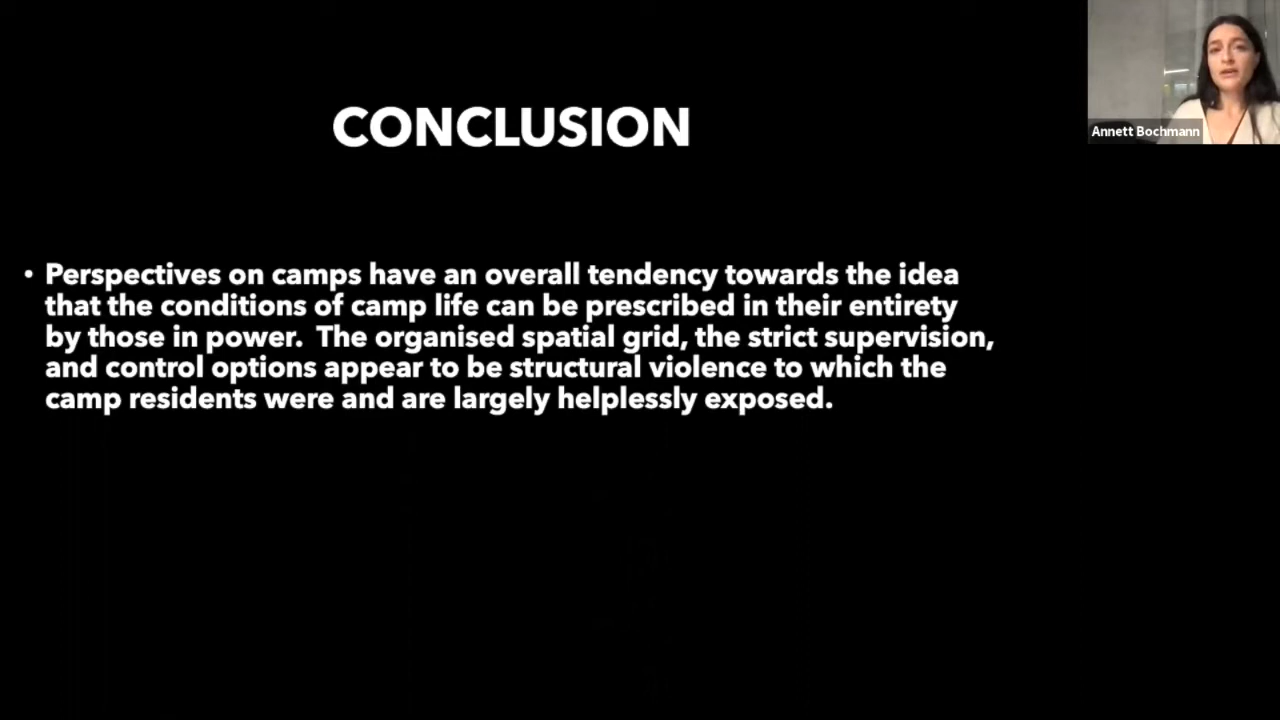 CONCLUSION
Annett Bochmann
• Perspectives on camps have an overall tendency towards the idea
that the conditions of camp life can be prescribed in their entirety
by those in power.  The organised spatial grid, the strict supervision,
and control options appear to be structural violence to which the
camp residents were and are largely helplessly exposed.